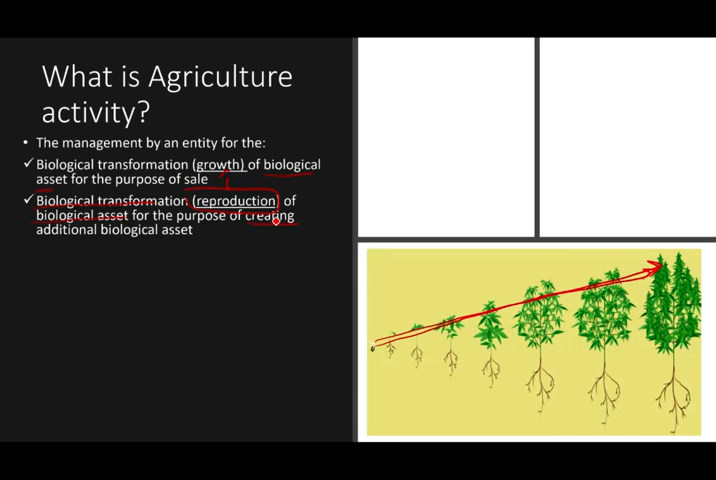 What is Agriculture
activity?
• The management by an entity for the:
✓Biological transformation (growth) of biological
asset for the purpose of sale
✓Biological transformation (reproduction) of
biological asset for the purpose of creating
additional biological asset